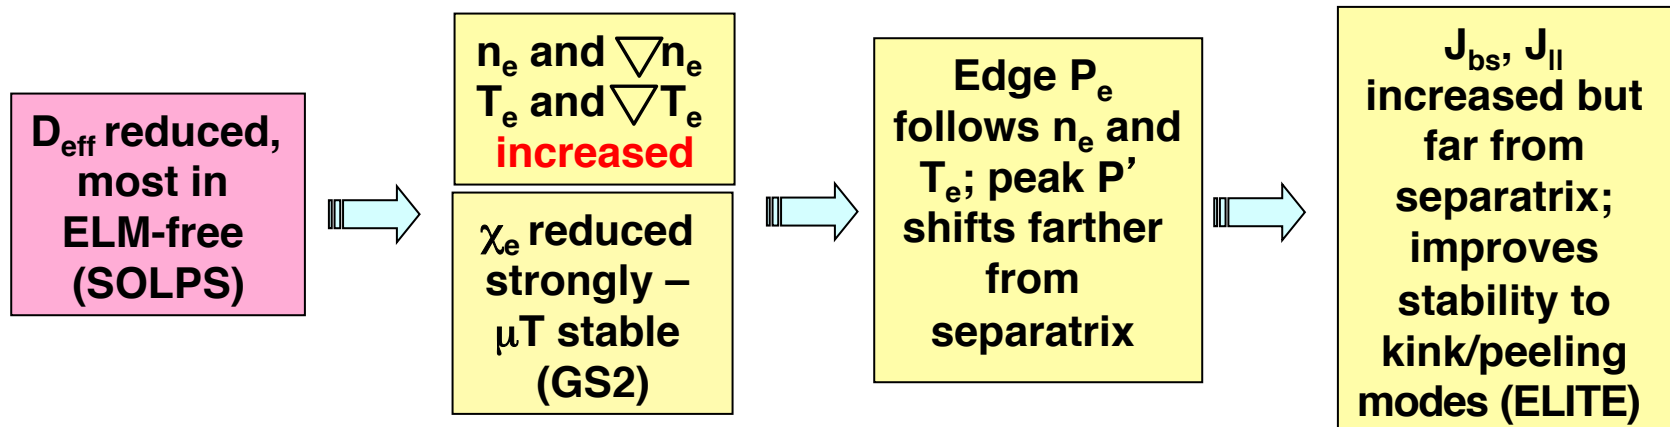 D_eff reduced,
most in
ELM-free
(SOLPS)
n_e and ▽n_e
T_e and ▽T_e
increased
χ_e reduced
strongly –
μT stable
(GS2)
Edge P_e
follows n_e and
T_e; peak P’
shifts farther
from
separatrix
J_bs, J_ll
increased but
far from
separatrix;
improves
stability to
kink/peeling
modes (ELITE)